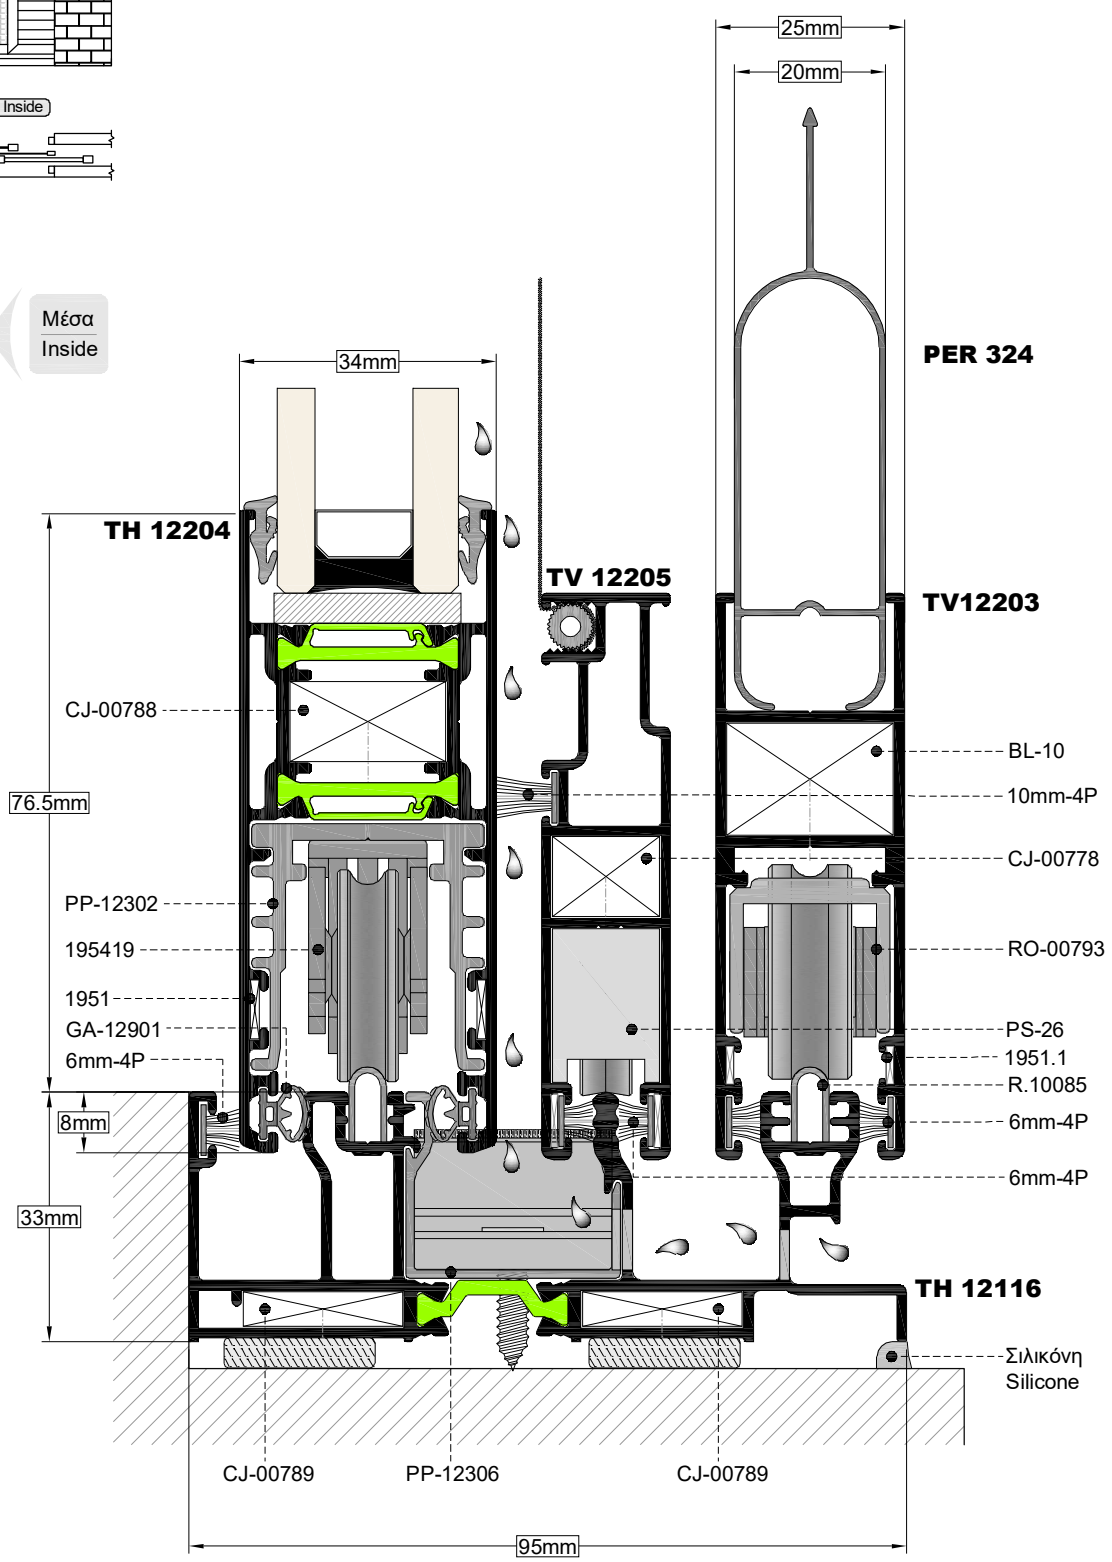 25mm
20mm
Inside
Μέσα
Inside
34mm
PER 324
TH 12204
TV 12205
TV12203
CJ-00788
BL-10
76.5mm
10mm-4P
CJ-00778
PP-12302
195419
RO-00793
1951
GA-12901
PS-26
6mm-4P
1951.1
R.10085
8mm
6mm-4P
6mm-4P
33mm
TH 12116
Σιλικόνη
Silicone
CJ-00789
PP-12306
CJ-00789
95mm